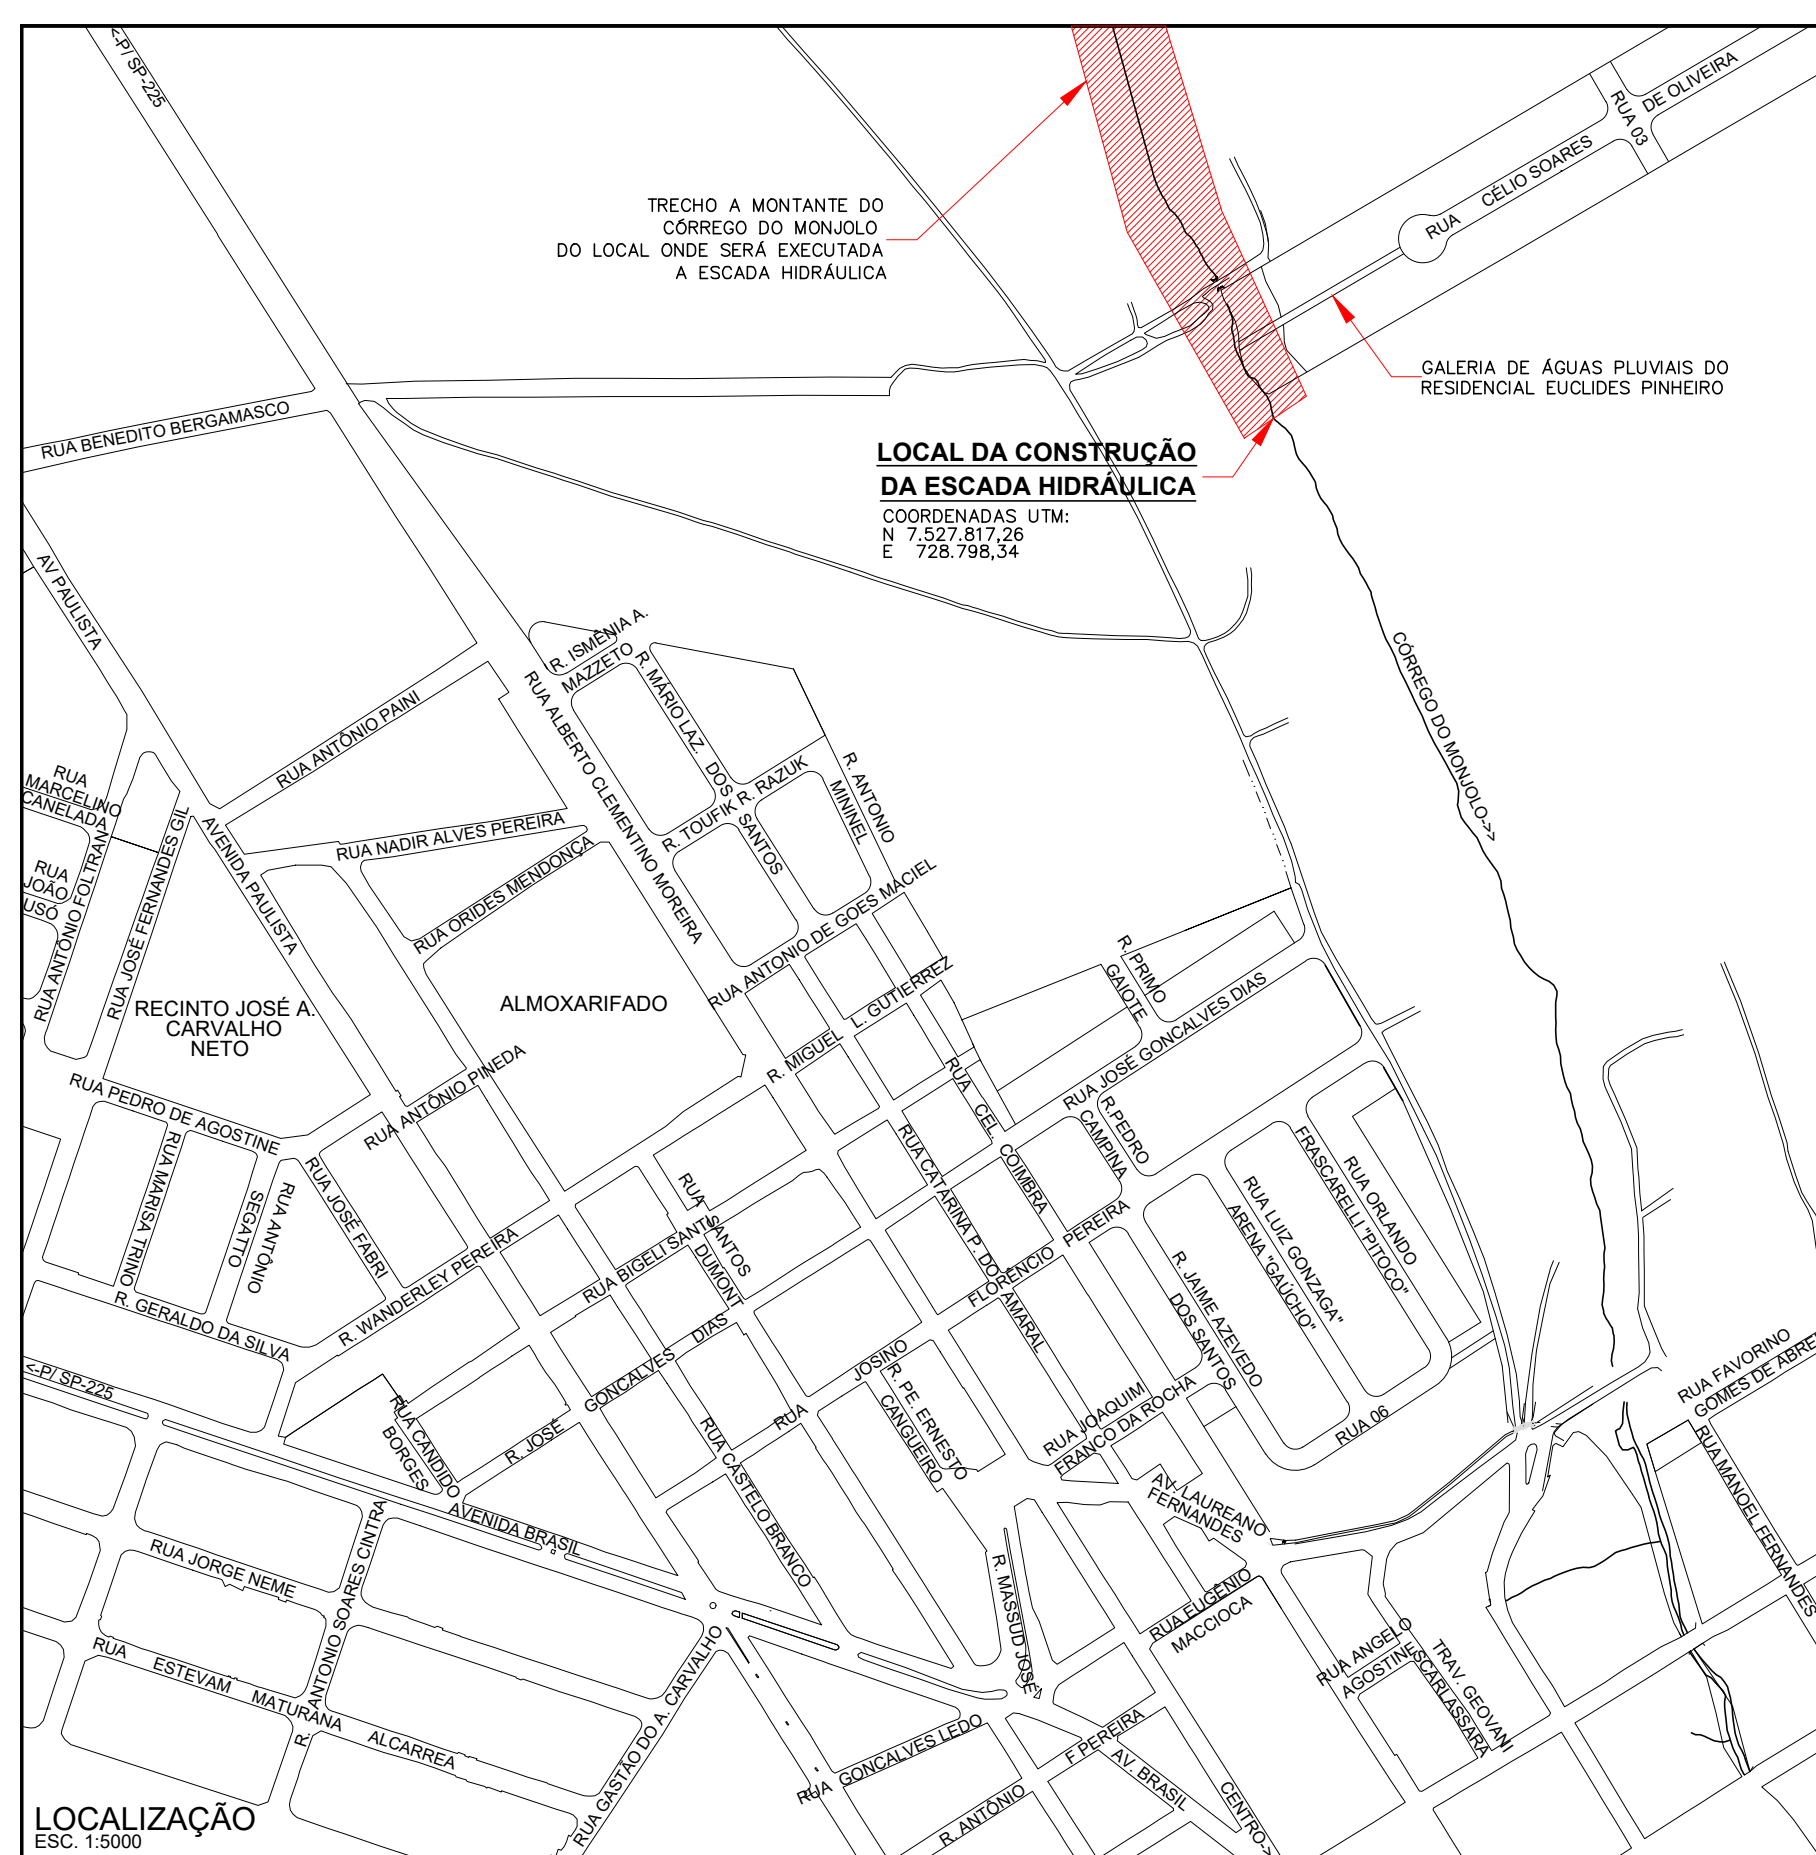 <-P/ SP-225
TRECHO A MONTANTE DO
CÓRREGO DO MONJOLO
DO LOCAL ONDE SERÁ EXECUTADA
A ESCADA HIDRÁULICA
RUA 03
DE OLIVEIRA
RUA CÉLIO SOARES
GALERIA DE ÁGUAS PLUVIAIS DO
RESIDENCIAL EUCLIDES PINHEIRO
RUA BENEDITO BERGAMASCO
LOCAL DA CONSTRUÇÃO
DA ESCADA HIDRÁULICA
COORDENADAS UTM:
N 7.527.817,26
E 728.798,34
AV PAULISTA
R. ISMÊNIA A.
MAZZETO
CÓRREGO DO MONJOLO->>
RUA ANTÔNIO PAINI
RUA ALBERTO CLEMENTINO MOREIRA
R. MÁRIO LAZ. DOS
SANTOS
R. TOUFIK R. RAZUK
R. ANTONIO
MININEL
RUA
MARCELINO
CANELADA
RUA
JOÃO
USÓ
RUA ANTÔNIO FOLTRAN
RUA JOSÉ FERNANDES GIL
AVENIDA PAULISTA
RUA NADIR ALVES PEREIRA
RUA ORIDES MENDONÇA
RUA ANTONIO DE GOES MACIEL
RECINTO JOSÉ A.
CARVALHO
NETO
ALMOXARIFADO
R. MIGUEL L. GUTIERREZ
R. PRIMO
GAIOTE
RUA JOSÉ GONCALVES DIAS
RUA PEDRO DE AGOSTINE
RUA ANTÔNIO PINEDA
RUA CEL. COIMBRA
R.PEDRO
CAMPINA
RUA MARISA TRINO
RUA ANTÔNIO
SEGATTO
RUA JOSÉ FABRI
RUA CATARINA P. DO AMARAL
RUA LUIZ GONZAGA"
ARENA "GAÚCHO"
RUA ORLANDO
FRASCARELLI "PITOCO"
RUA SANTOS
DUMONT
RUA BIGELI SANTI
FLORÊNCIO PEREIRA
R. WANDERLEY PEREIRA
R. GERALDO DA SILVA
R. JAIME AZEVEDO
DOS SANTOS
<-P/ SP-225
RUA CANDIDO
BORGES
R. JOSÉ GONCALVES DIAS
RUA JOSINO
R. PE. ERNESTO
CANGUEIRO
RUA JOAQUIM
FRANCO DA ROCHA
RUA 06
RUA FAVORINO
GOMES DE ABRE
RUA MANOEL FERNANDES
AVENIDA BRASIL
RUA CASTELO BRANCO
AV. LAUREANO
FERNANDES
RUA JORGE NEME
R. ANTONIO SOARES CINTRA
R. MASSUD JOSÉ
RUA EUGÊNIO
MACCIOCA
RUA ESTEVAM MATURANA ALCARREA
RUA GASTÃO DO A. CARVALHO
RUA ANGELO
AGOSTINE
TRAV. GEOVANI
SCARLASSARA
RUA GONCALVES LEDO
R. ANTÔNIO F PEREIRA
AV. BRASIL
CENTRO->>
LOCALIZAÇÃO
ESC. 1:5000